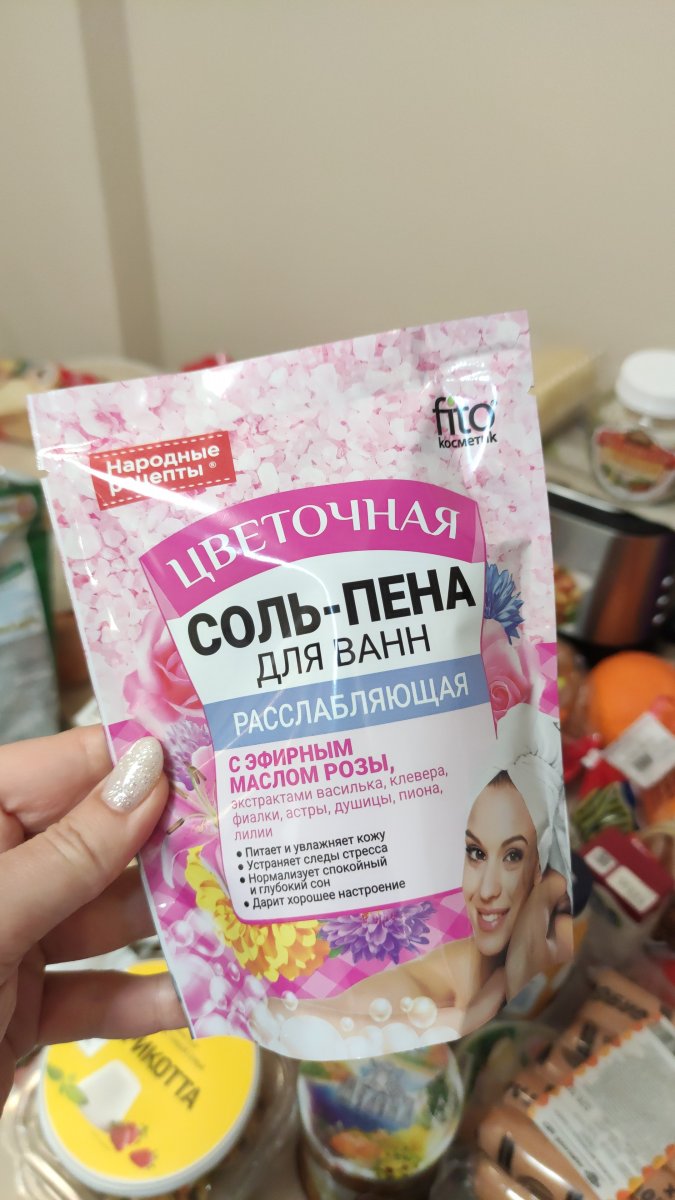 fito®
косметик
Народные
рецепты®
ЦВЕТОЧНАЯ
СОЛЬ-ПЕНА
ДЛЯ ВАНН
РАССЛАБЛЯЮЩАЯ
С ЭФИРНЫМ
МАСЛОМ РОЗЫ,
экстрактами василька, клевера,
фиалки, астры, душицы, пиона,
лилии
• Питает и увлажняет кожу
• Устраняет следы стресса
• Нормализует спокойный
и глубокий сон
• Дарит хорошее настроение
ИКОТТА